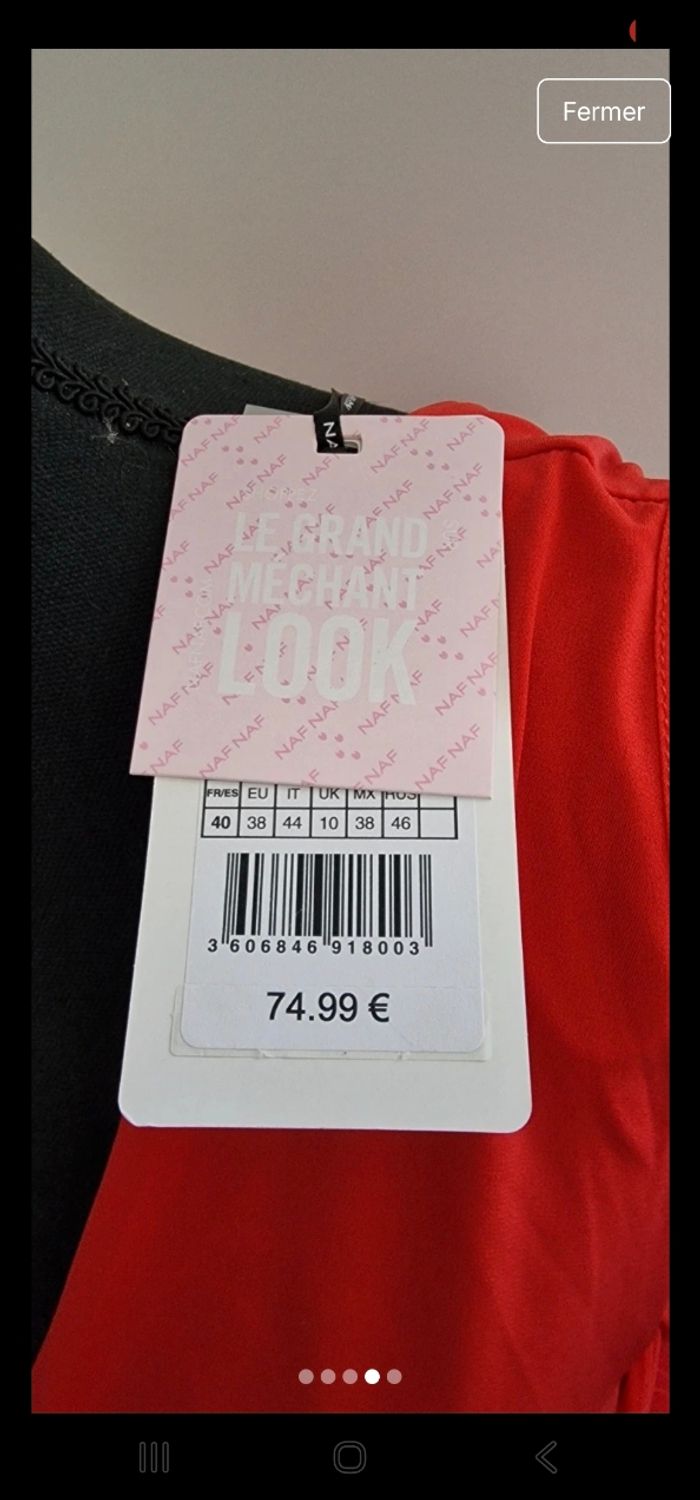 Fermer
NAF NAF
LE GRAND
MÉCHANT
LOOK
FR/ES EU IT UK MX RUS
40 38 44 10 38 46
3 606846 918003
74.99 €